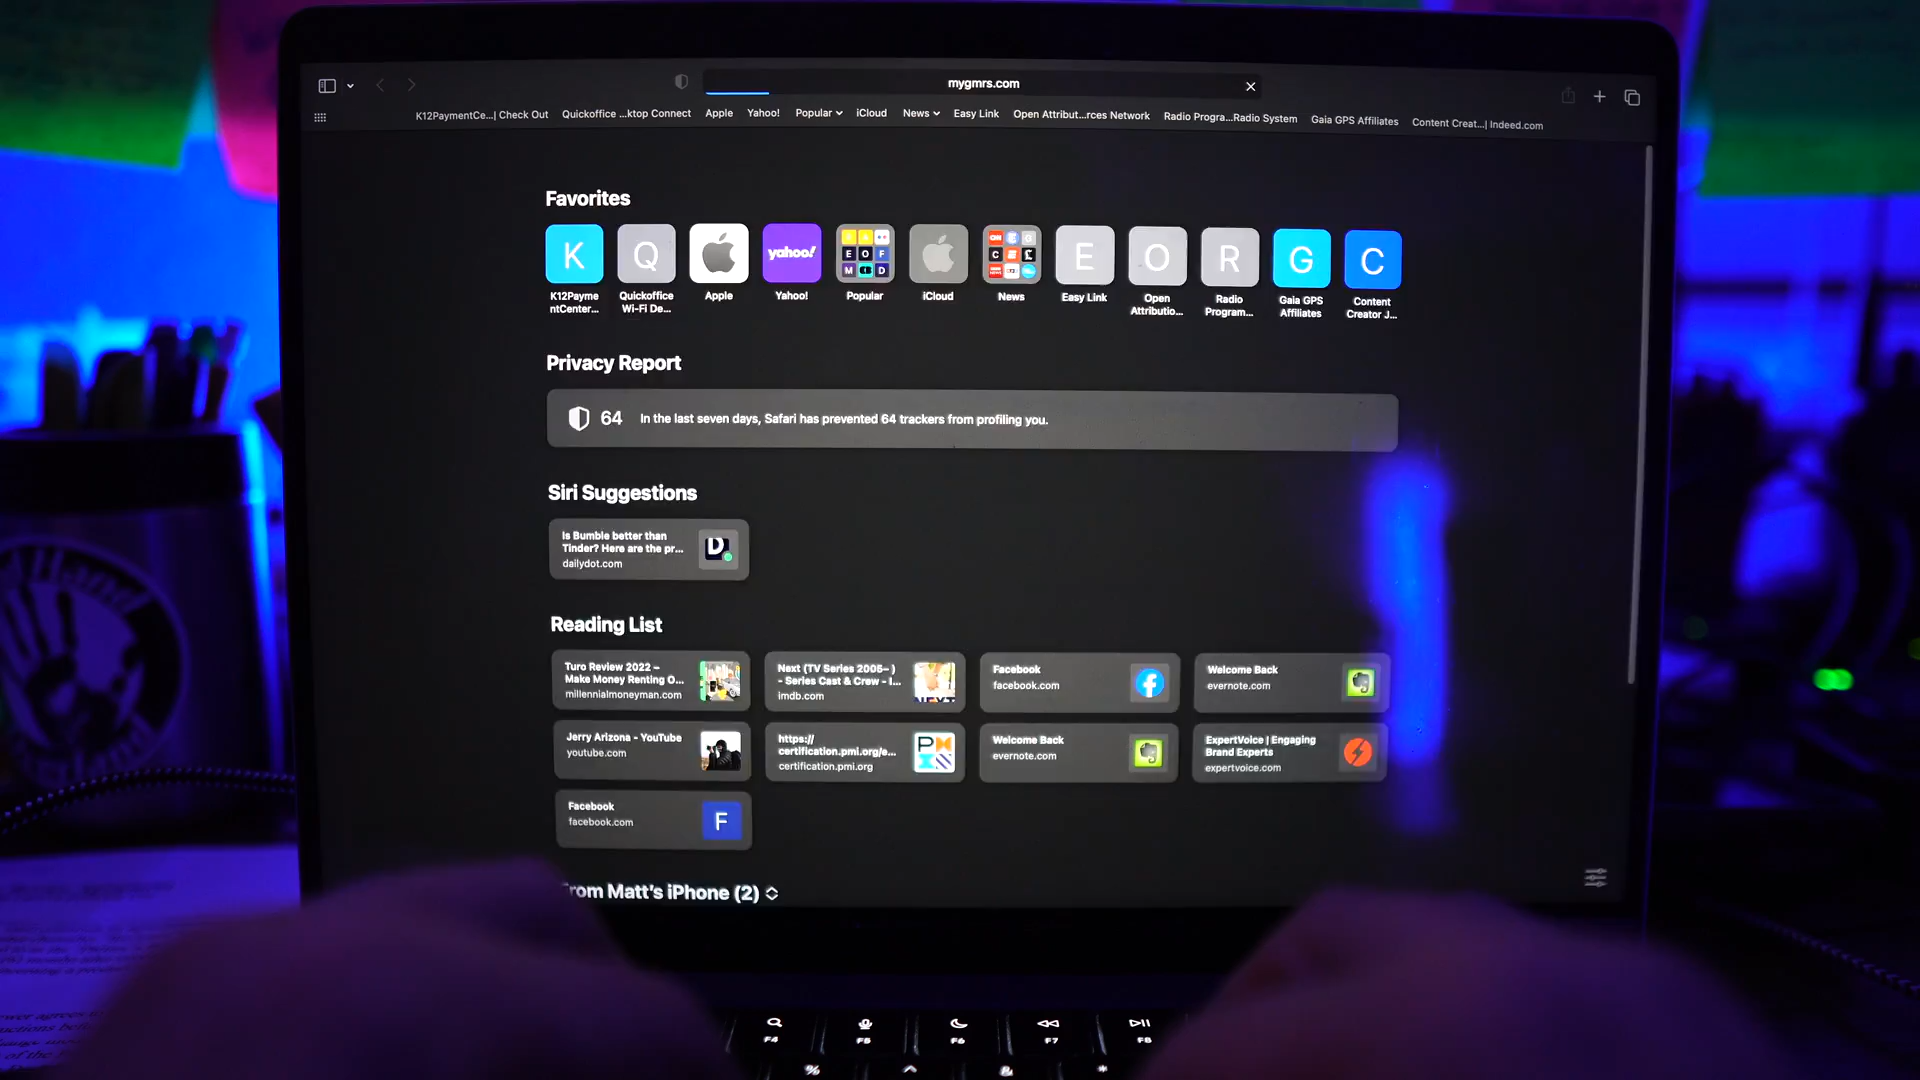 mygmrs.com
K12PaymentCe...| Check Out Quickoffice ...ktop Connect Apple Yahoo! Popular iCloud News Easy Link Open Attribut...rces Network Radio Progra...Radio System Gaia GPS Affiliates Content Creat...| Indeed.com
Favorites
K Q yahoo! E O R G C
K12Payme
ntCenter...
Quickoffice
Wi-Fi De...
Apple
Yahoo!
Popular
iCloud
News
Easy Link
Open
Attributio...
Radio
Program...
Gaia GPS
Affiliates
Content
Creator J...
Privacy Report
64 In the last seven days, Safari has prevented 64 trackers from profiling you.
Siri Suggestions
Is Bumble better than
Tinder? Here are the pr...
dailydot.com
D
Reading List
Turo Review 2022 –
Make Money Renting O...
millennialmoneyman.com
Next (TV Series 2005– )
- Series Cast & Crew - I...
imdb.com
Facebook
facebook.com
Welcome Back
evernote.com
Jerry Arizona - YouTube
youtube.com
https://
certification.pmi.org/e...
certification.pmi.org
Welcome Back
evernote.com
ExpertVoice | Engaging
Brand Experts
expertvoice.com
Facebook
facebook.com
F
From Matt's iPhone (2)
F4 F5 F6 F7 F8
% ^ & *